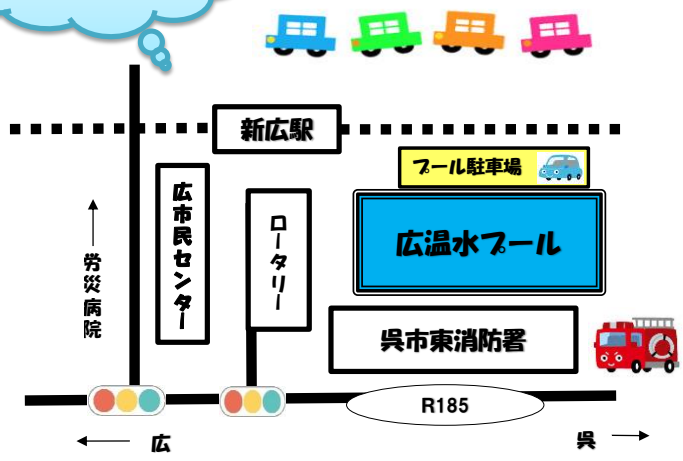 新広駅
プール駐車場
広市民センター
ロータリー
労災病院
広温水プール
呉市東消防署
R185
広
呉